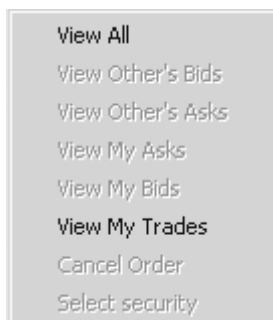 View All
View Other's Bids
View Other's Asks
View My Asks
View My Bids
View My Trades
Cancel Order
Select security